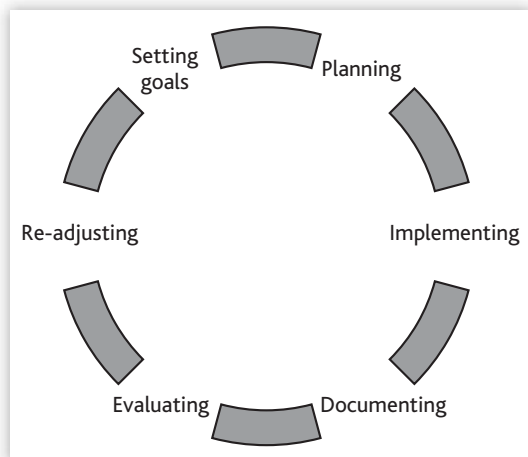 Setting
goals
Planning
Re-adjusting
Implementing
Evaluating
Documenting